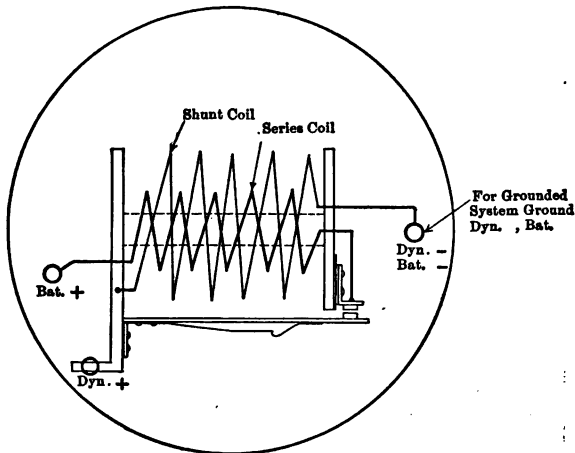 Shunt Coil
Series Coil
For Grounded
System Ground
Dyn. , Bat.
Dyn. -
Bat. -
Bat. +
Dyn. +